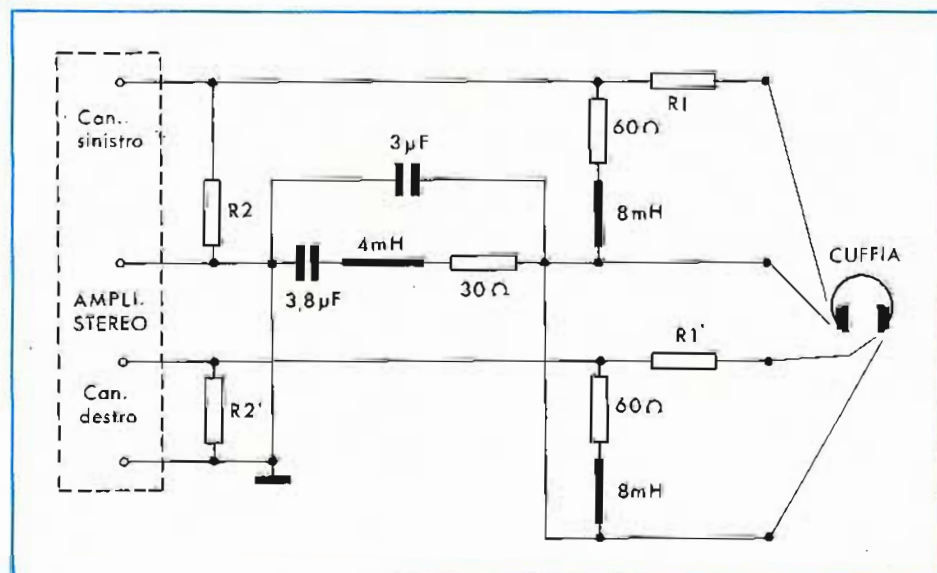 Can.
sinistro
R2
3μF
60Ω
R1
8mH
4mH
3,8μF
30Ω
CUFFIA
AMPLI.
STEREO
Can.
destro
R2'
R1'
60Ω
8mH